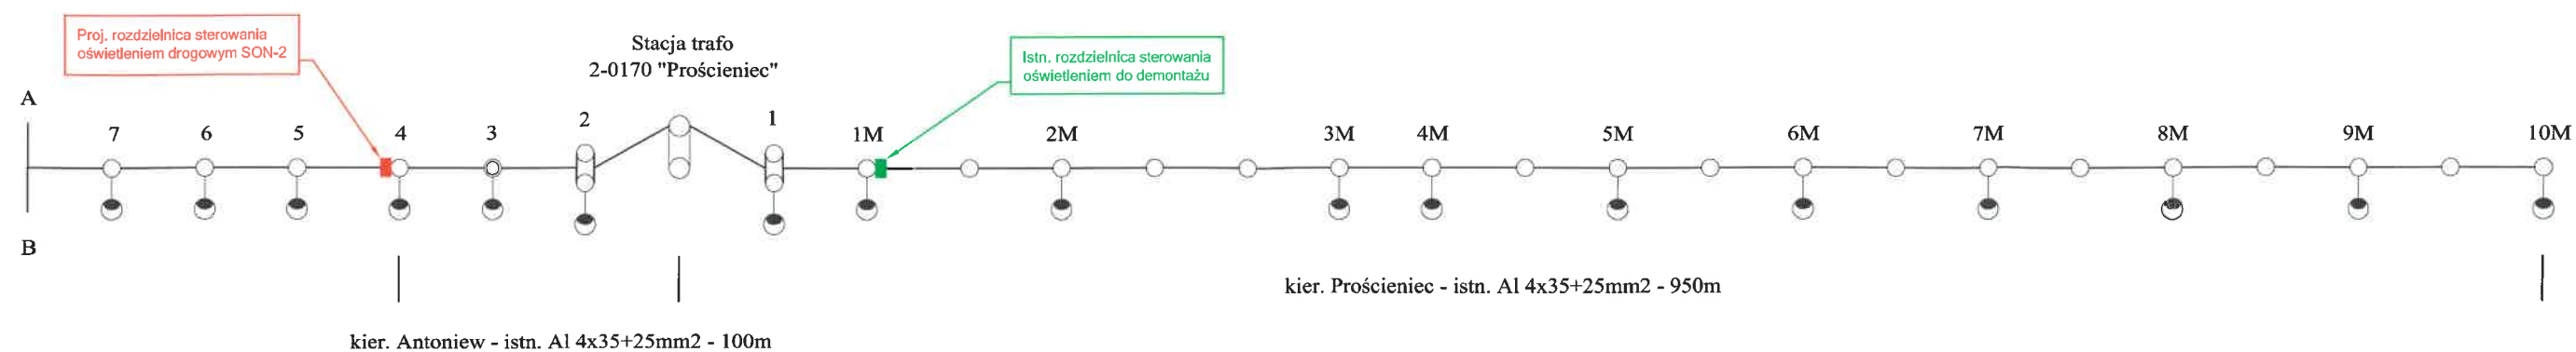 Proj. rozdzielnica sterowania
oświetleniem drogowym SON-2
Stacja trafo
2-0170 "Prościeniec"
Istn. rozdzielnica sterowania
oświetleniem do demontażu
A
7 6 5 4 3 2 1 1M 2M 3M 4M 5M 6M 7M 8M 9M 10M
B
kier. Prościeniec - istn. Al 4x35+25mm2 - 950m
kier. Antoniew - istn. Al 4x35+25mm2 - 100m